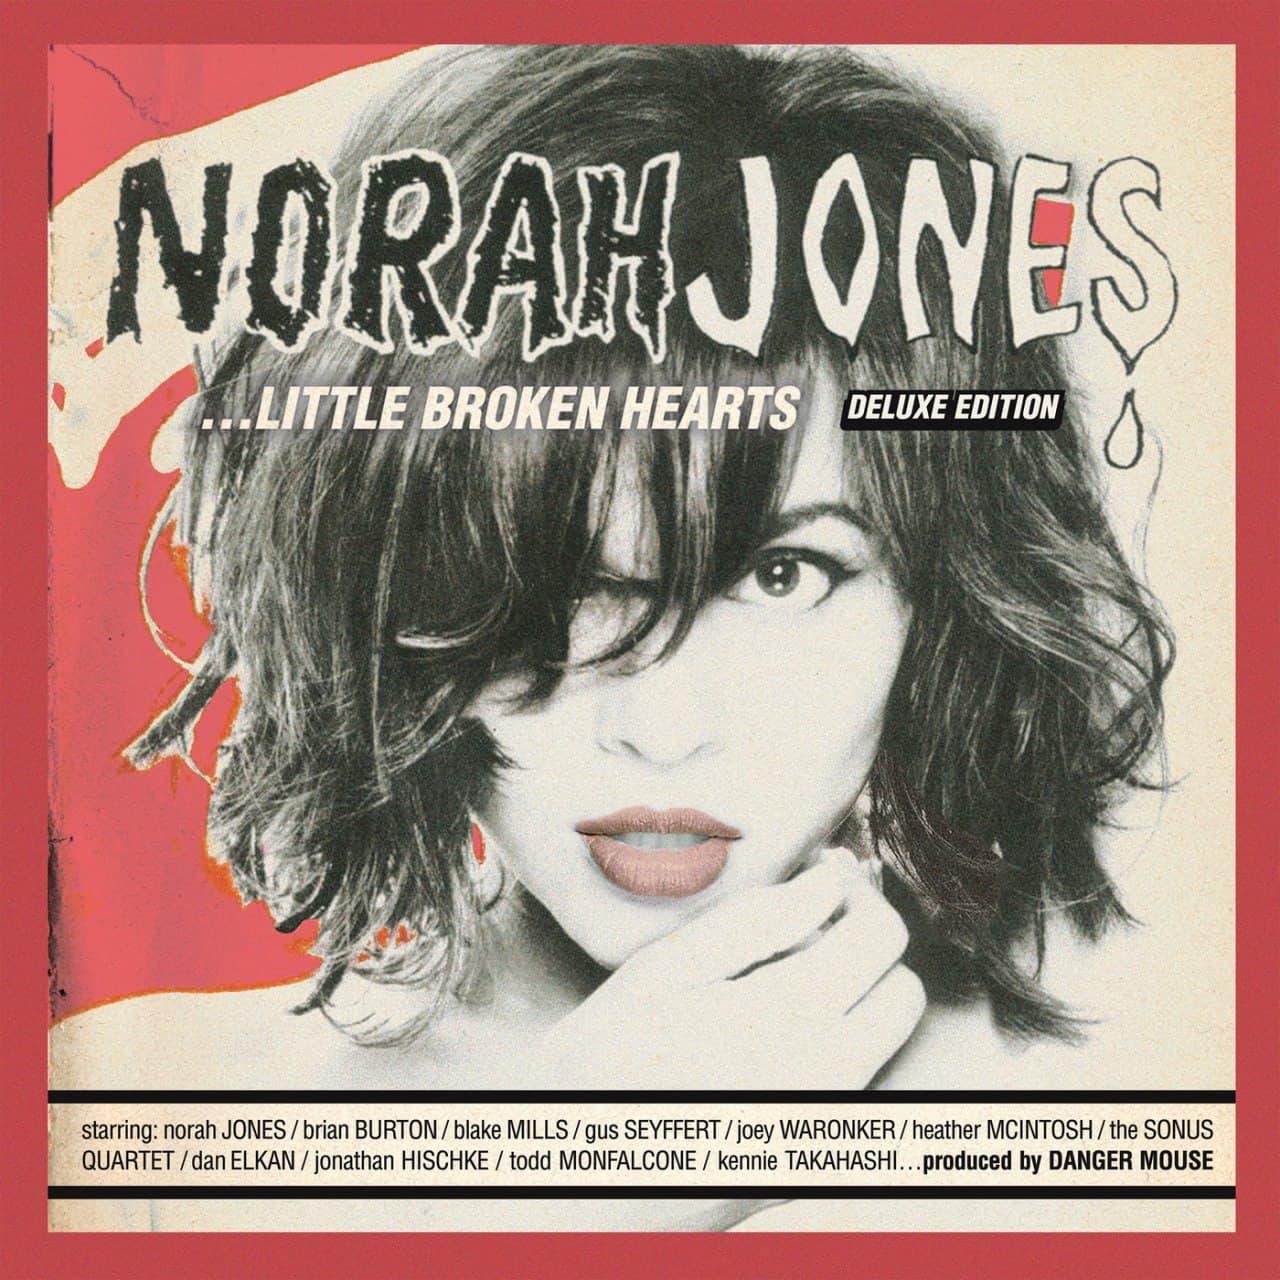 NORAH JONES
...LITTLE BROKEN HEARTS DELUXE EDITION
starring: norah JONES / brian BURTON / blake MILLS / gus SEYFFERT / joey WARONKER / heather MCINTOSH / the SONUS
QUARTET / dan ELKAN / jonathan HISCHKE / todd MONFALCONE / kennie TAKAHASHI...produced by DANGER MOUSE